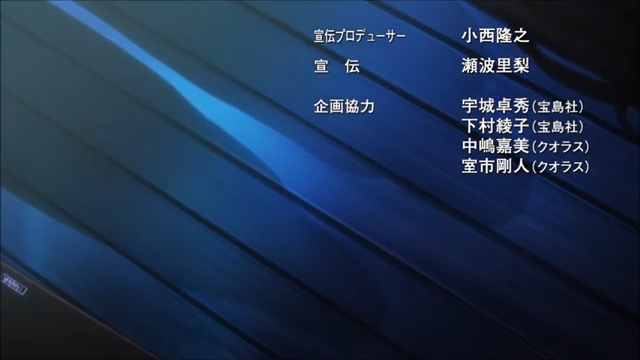 宣伝プロデューサー 小西隆之
宣 伝 瀬波里梨
企画協力 宇城卓秀(宝島社)
下村綾子(宝島社)
中嶋嘉美(クオラス)
室市剛人(クオラス)